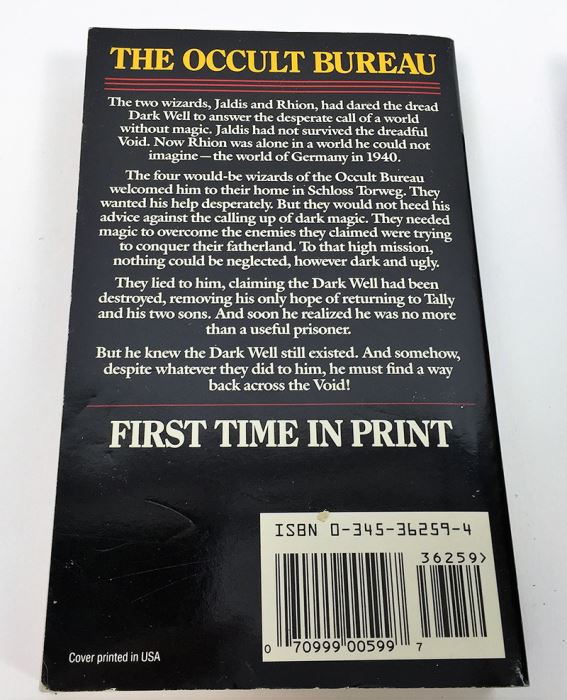 THE OCCULT BUREAU
The two wizards, Jaldis and Rhion, had dared the dread
Dark Well to answer the desperate call of a world
without magic. Jaldis had not survived the dreadful
Void. Now Rhion was alone in a world he could not
imagine—the world of Germany in 1940.
The four would-be wizards of the Occult Bureau
welcomed him to their home in Schloss Torweg. They
wanted his help desperately. But they would not heed his
advice against the calling up of dark magic. They needed
magic to overcome the enemies they claimed were trying
to conquer their fatherland. To that high mission,
nothing could be neglected, however dark and ugly.
They lied to him, claiming the Dark Well had been
destroyed, removing his only hope of returning to Tally
and his two sons. And soon he realized he was no more
than a useful prisoner.
But he knew the Dark Well still existed. And somehow,
despite whatever they did to him, he must find a way
back across the Void!
FIRST TIME IN PRINT
ISBN 0-345-36259-4
36259>
0 70999 00599 7
Cover printed in USA